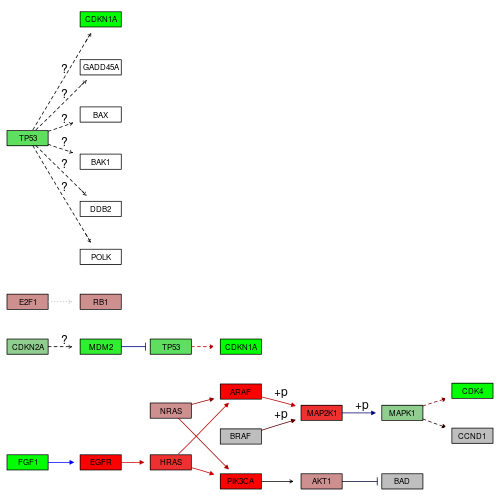 CDKN1A
?
GADD45A
?
?
BAX
TP53
?
?
BAK1
?
DDB2
POLK
E2F1 RB1
CDKN2A ? MDM2 TP53 CDKN1A
ARAF +p CDK4
NRAS MAP2K1 +p MAPK1
BRAF +p CCND1
FGF1 EGFR HRAS
PIK3CA AKT1 BAD